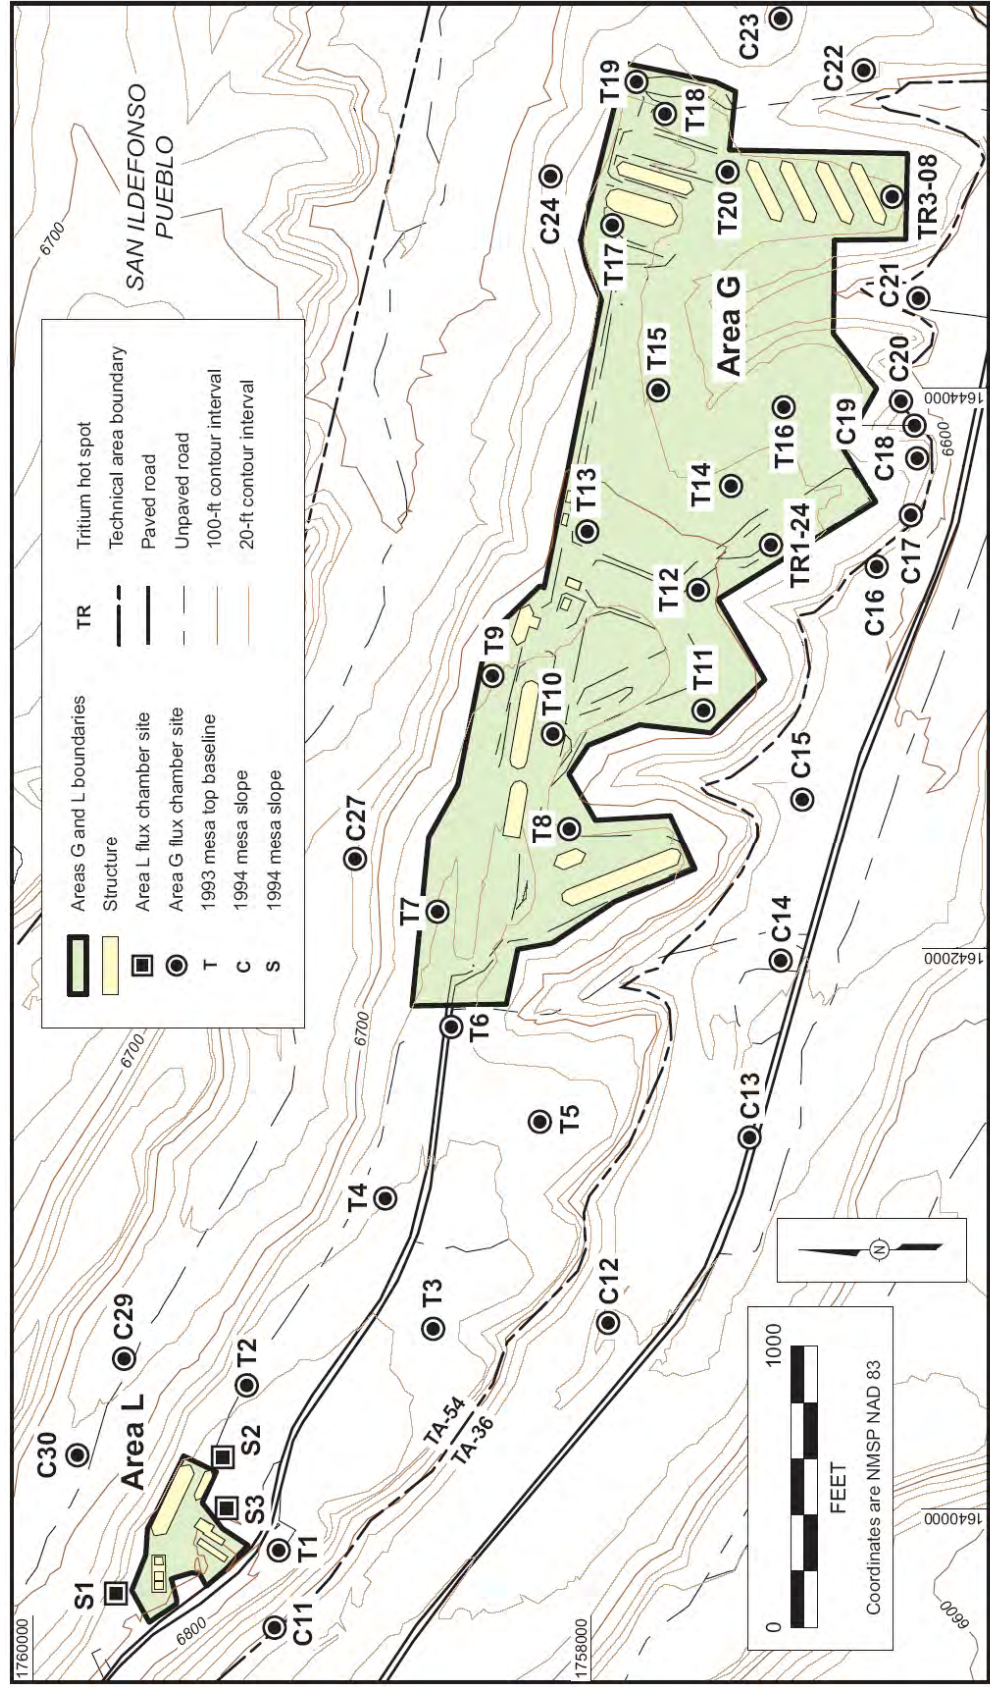 SAN ILDEFONSO
PUEBLO
6700
Areas G and L boundaries
Structure
Area L flux chamber site
Area G flux chamber site
T 1993 mesa top baseline
C 1994 mesa slope
S 1994 mesa slope
TR Tritium hot spot
Technical area boundary
Paved road
Unpaved road
100-ft contour interval
20-ft contour interval
1760000
C30
C29
Area L
S1
S2
S3
T2
T1
C11
6800
6700
6700
C27
C24
C23
C22
T3
T4
T5
T6
T7
T8
T9
T10
T11
T12
T13
T14
T15
T16
T17
T18
T19
T20
Area G
TR1-24
TR3-08
TA-54
TA-36
1758000
C12
C13
C14
C15
C16
C17
C18
C19
C20
C21
6600
6600
1640000
1642000
1644000
N
0 1000
FEET
Coordinates are NMSP NAD 83